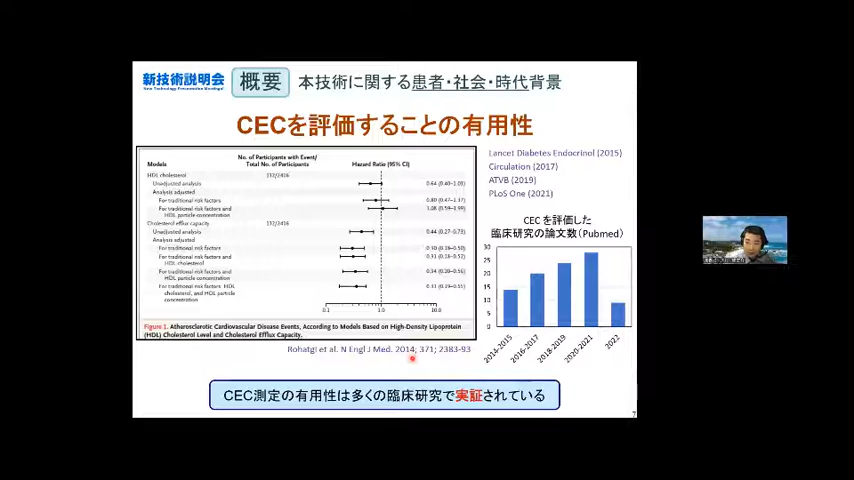 新技術説明会
New Technology Presentation Meetings!
概要
本技術に関する患者・社会・時代背景
CECを評価することの有用性
Models
No. of Participants with Event/
Total No. of Participants
Hazard Ratio (95% CI)
HDL cholesterol
132/2416
Unadjusted analysis
0.64 (0.40–1.03)
Analysis adjusted
For traditional risk factors
0.80 (0.47–1.37)
For traditional risk factors and
HDL particle concentration
1.08 (0.59–1.99)
Cholesterol efflux capacity
132/2416
Unadjusted analysis
0.44 (0.27–0.73)
Analysis adjusted
For traditional risk factors
0.30 (0.18–0.50)
For traditional risk factors and
HDL cholesterol
0.31 (0.18–0.52)
For traditional risk factors and
HDL particle concentration
0.34 (0.20–0.56)
For traditional risk factors, HDL
cholesterol, and HDL particle
concentration
0.33 (0.19–0.55)
0.1
1.0
10.0
Figure 1. Atherosclerotic Cardiovascular Disease Events, According to Models Based on High-Density Lipoprotein
(HDL) Cholesterol Level and Cholesterol Efflux Capacity.
Rohatgi et al. N Engl J Med. 2014; 371; 2383-93
Lancet Diabetes Endocrinol (2015)
Circulation (2017)
ATVB (2019)
PLoS One (2021)
CEC を評価した
臨床研究の論文数(Pubmed)
30
25
20
15
10
5
0
2014-2015
2016-2017
2018-2019
2020-2021
2022
CEC測定の有用性は多くの臨床研究で実証されている
7